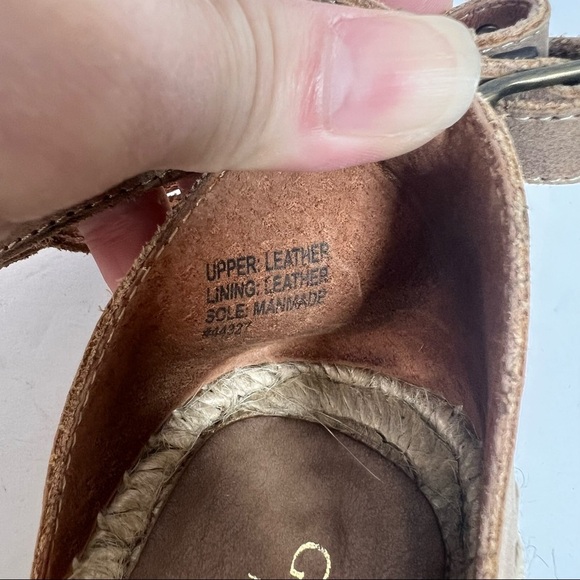 UPPER: LEATHER
LINING: LEATHER
SOLE: MANMADE
#44327
G